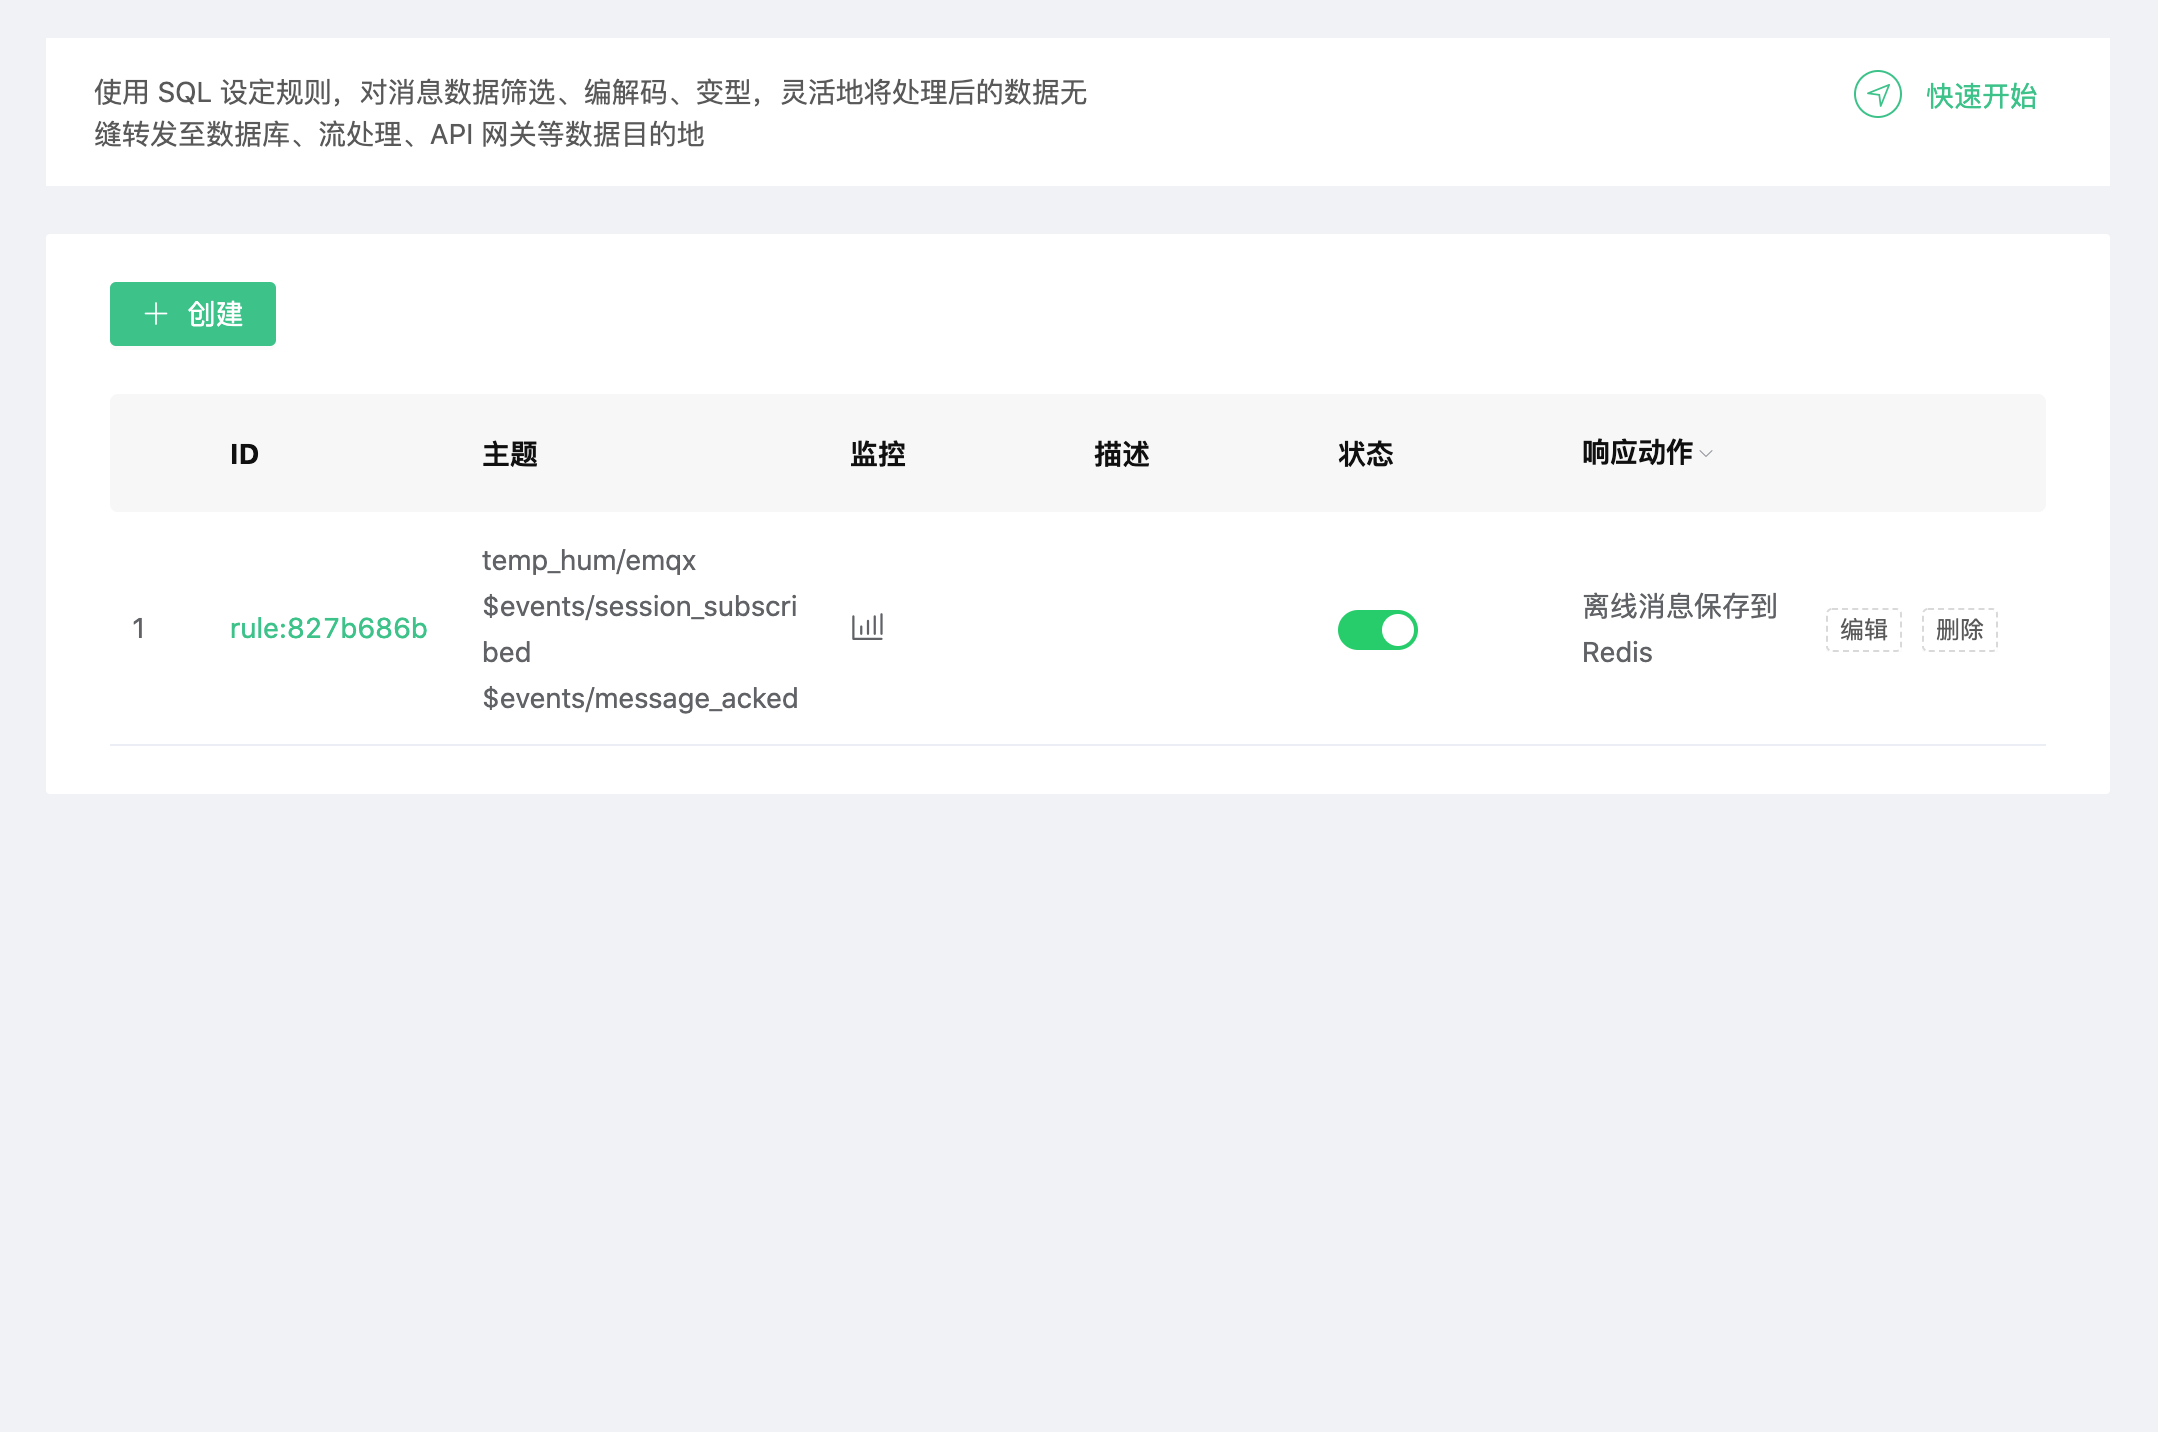 使用 SQL 设定规则，对消息数据筛选、编解码、变型，灵活地将处理后的数据无
缝转发至数据库、流处理、API 网关等数据目的地
快速开始
创建
ID 主题 监控 描述 状态 响应动作
1 rule:827b686b
temp_hum/emqx
$events/session_subscri
bed
$events/message_acked
离线消息保存到
Redis
编辑 删除